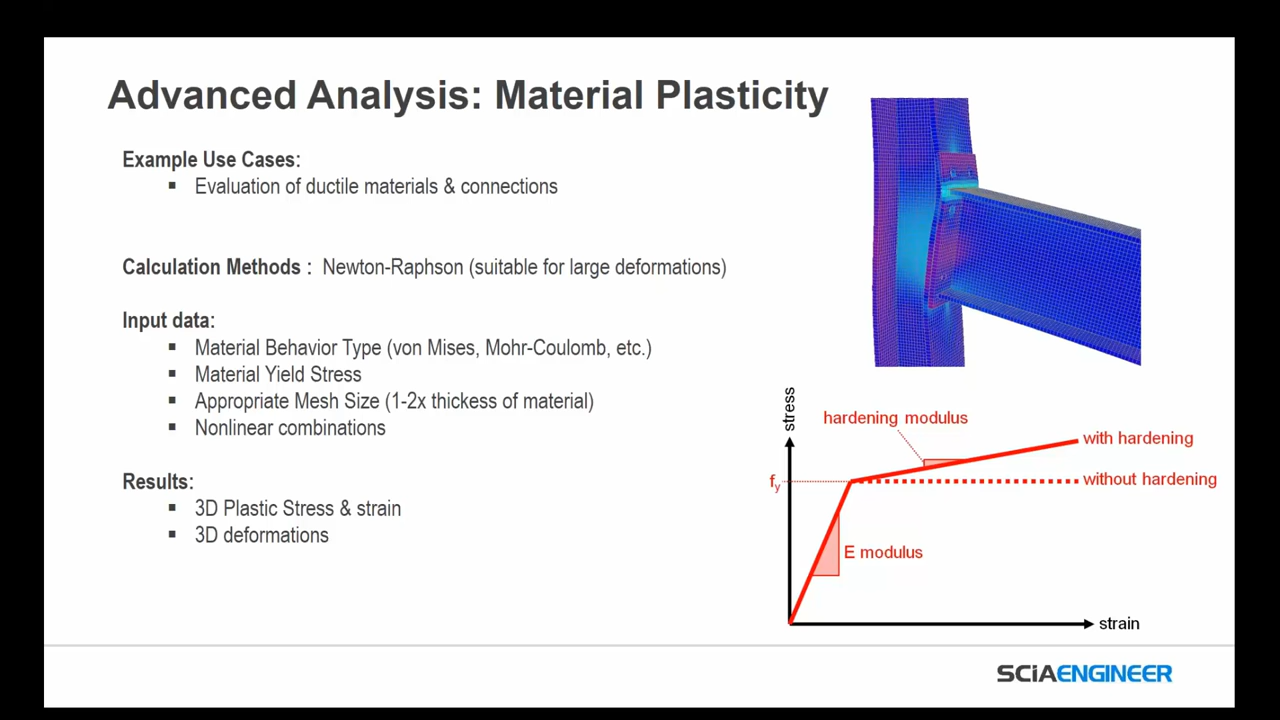 Advanced Analysis: Material Plasticity
Example Use Cases:
▪ Evaluation of ductile materials & connections
Calculation Methods : Newton-Raphson (suitable for large deformations)
Input data:
▪ Material Behavior Type (von Mises, Mohr-Coulomb, etc.)
▪ Material Yield Stress
▪ Appropriate Mesh Size (1-2x thickess of material)
▪ Nonlinear combinations
Results:
▪ 3D Plastic Stress & strain
▪ 3D deformations
stress
hardening modulus
with hardening
fy
without hardening
E modulus
strain
SCiAENGINEER